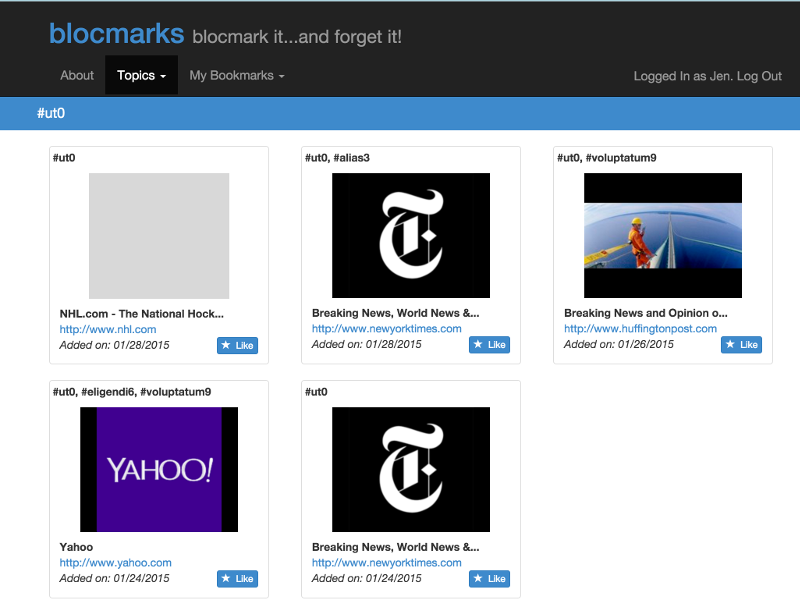 blocmarks blocmark it...and forget it!
About Topics My Bookmarks Logged In as Jen. Log Out
#ut0
#ut0
NHL.com - The National Hock...
http://www.nhl.com
Added on: 01/28/2015 Like
#ut0, #alias3
T
Breaking News, World News &...
http://www.newyorktimes.com
Added on: 01/28/2015 Like
#ut0, #voluptatum9
Breaking News and Opinion o...
http://www.huffingtonpost.com
Added on: 01/26/2015 Like
#ut0, #eligendi6, #voluptatum9
YAHOO!
Yahoo
http://www.yahoo.com
Added on: 01/24/2015 Like
#ut0
T
Breaking News, World News &...
http://www.newyorktimes.com
Added on: 01/24/2015 Like